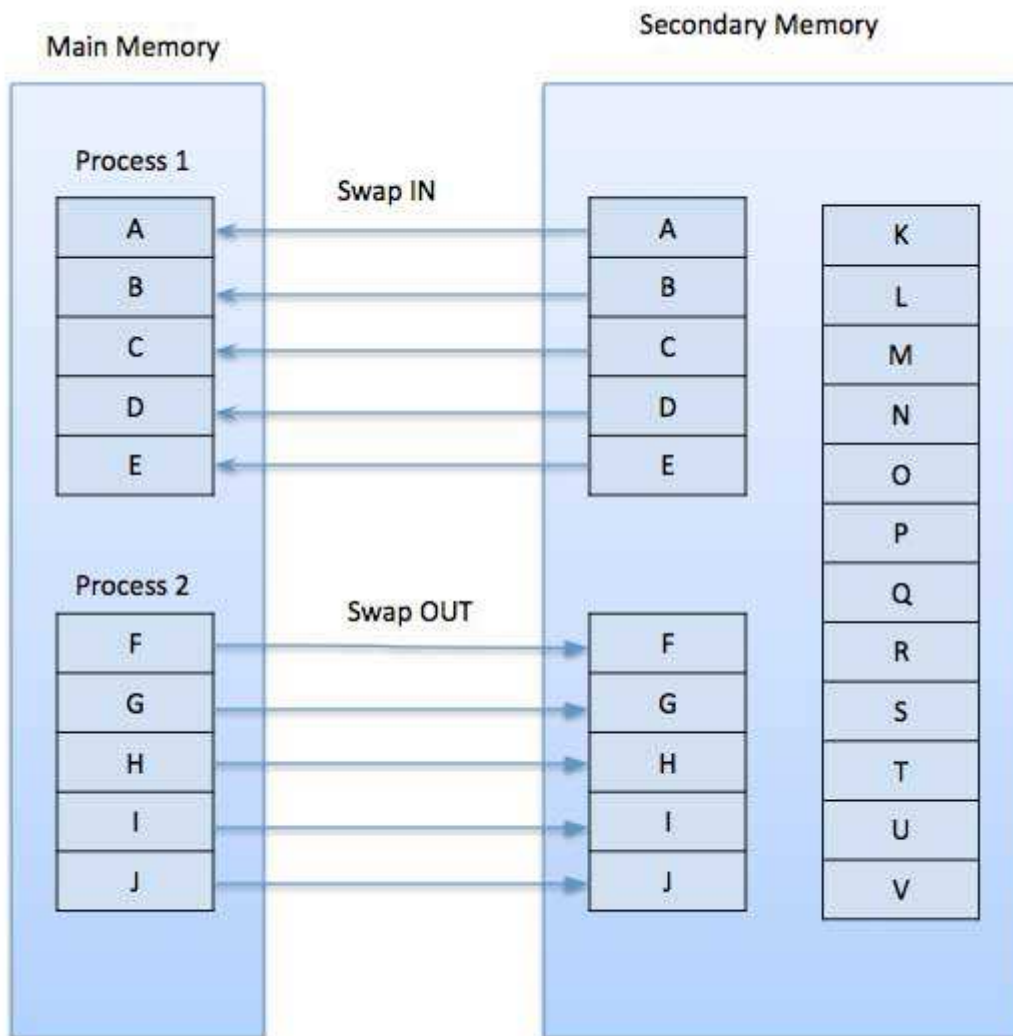 Main Memory
Secondary Memory
Process 1
Swap IN
A
B
C
D
E
Process 2
Swap OUT
F
G
H
I
J
A
B
C
D
E
F
G
H
I
J
K
L
M
N
O
P
Q
R
S
T
U
V